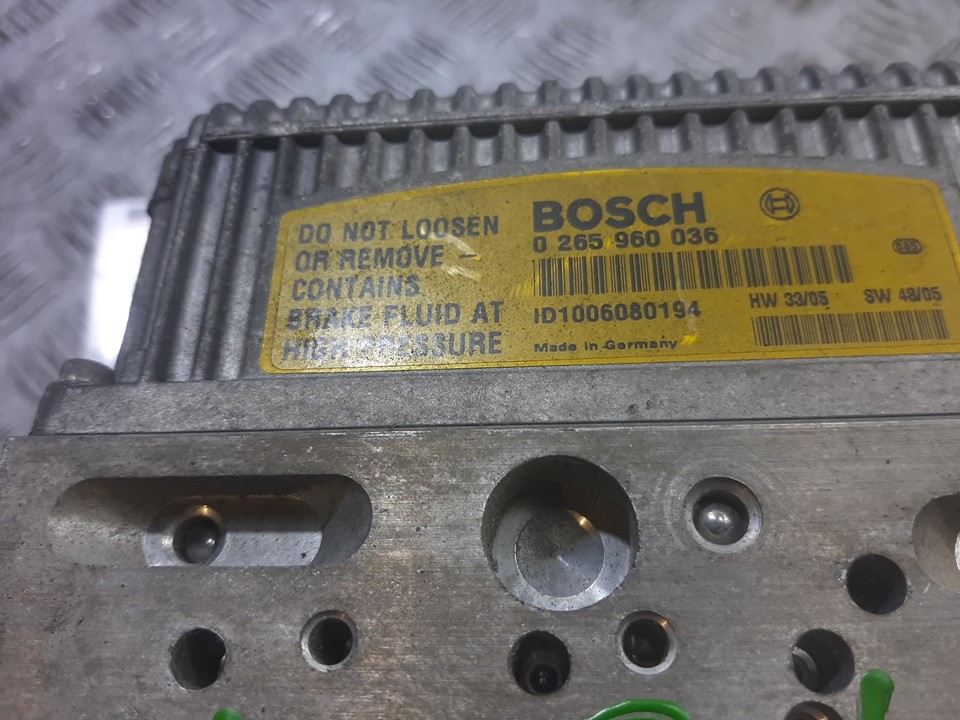 DO NOT LOOSEN
OR REMOVE -
CONTAINS
BRAKE FLUID AT
HIGH PRESSURE
BOSCH
0 265 960 036
ID1006080194
Made in Germany
HW 33/05 SW 48/05